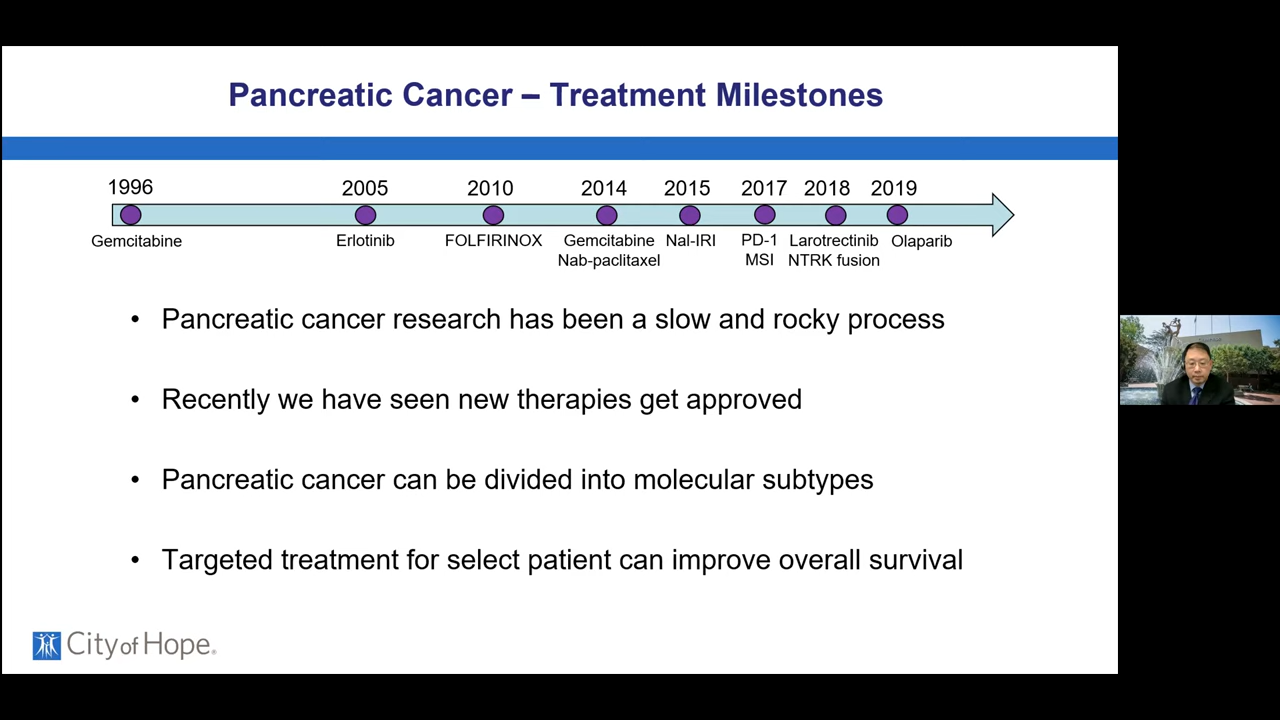 Pancreatic Cancer – Treatment Milestones
1996 2005 2010 2014 2015 2017 2018 2019
Gemcitabine Erlotinib FOLFIRINOX Gemcitabine Nal-IRI PD-1 Larotrectinib Olaparib
Nab-paclitaxel MSI NTRK fusion
• Pancreatic cancer research has been a slow and rocky process
• Recently we have seen new therapies get approved
• Pancreatic cancer can be divided into molecular subtypes
• Targeted treatment for select patient can improve overall survival
City of Hope®